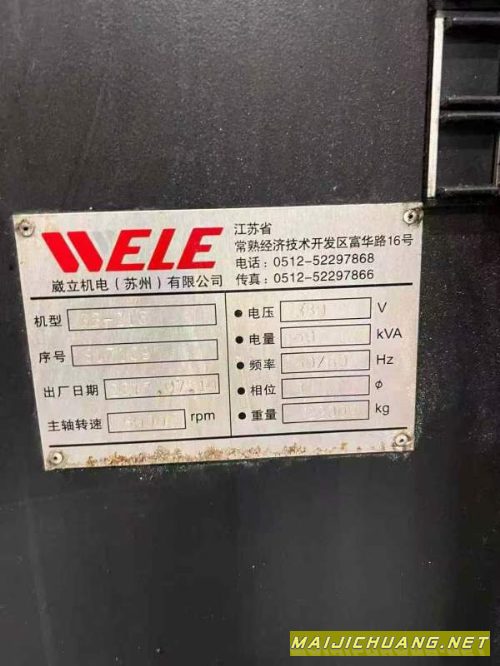 WELE
江苏省
常熟经济技术开发区富华路16号
电话：0512-52297868
传真：0512-52297866
崴立机电（苏州）有限公司
机型
序号
出厂日期
主轴转速 rpm
电压 380 V
电量 kVA
频率 50/60 Hz
相位 φ
重量 kg
MAIJICHUANG.NET